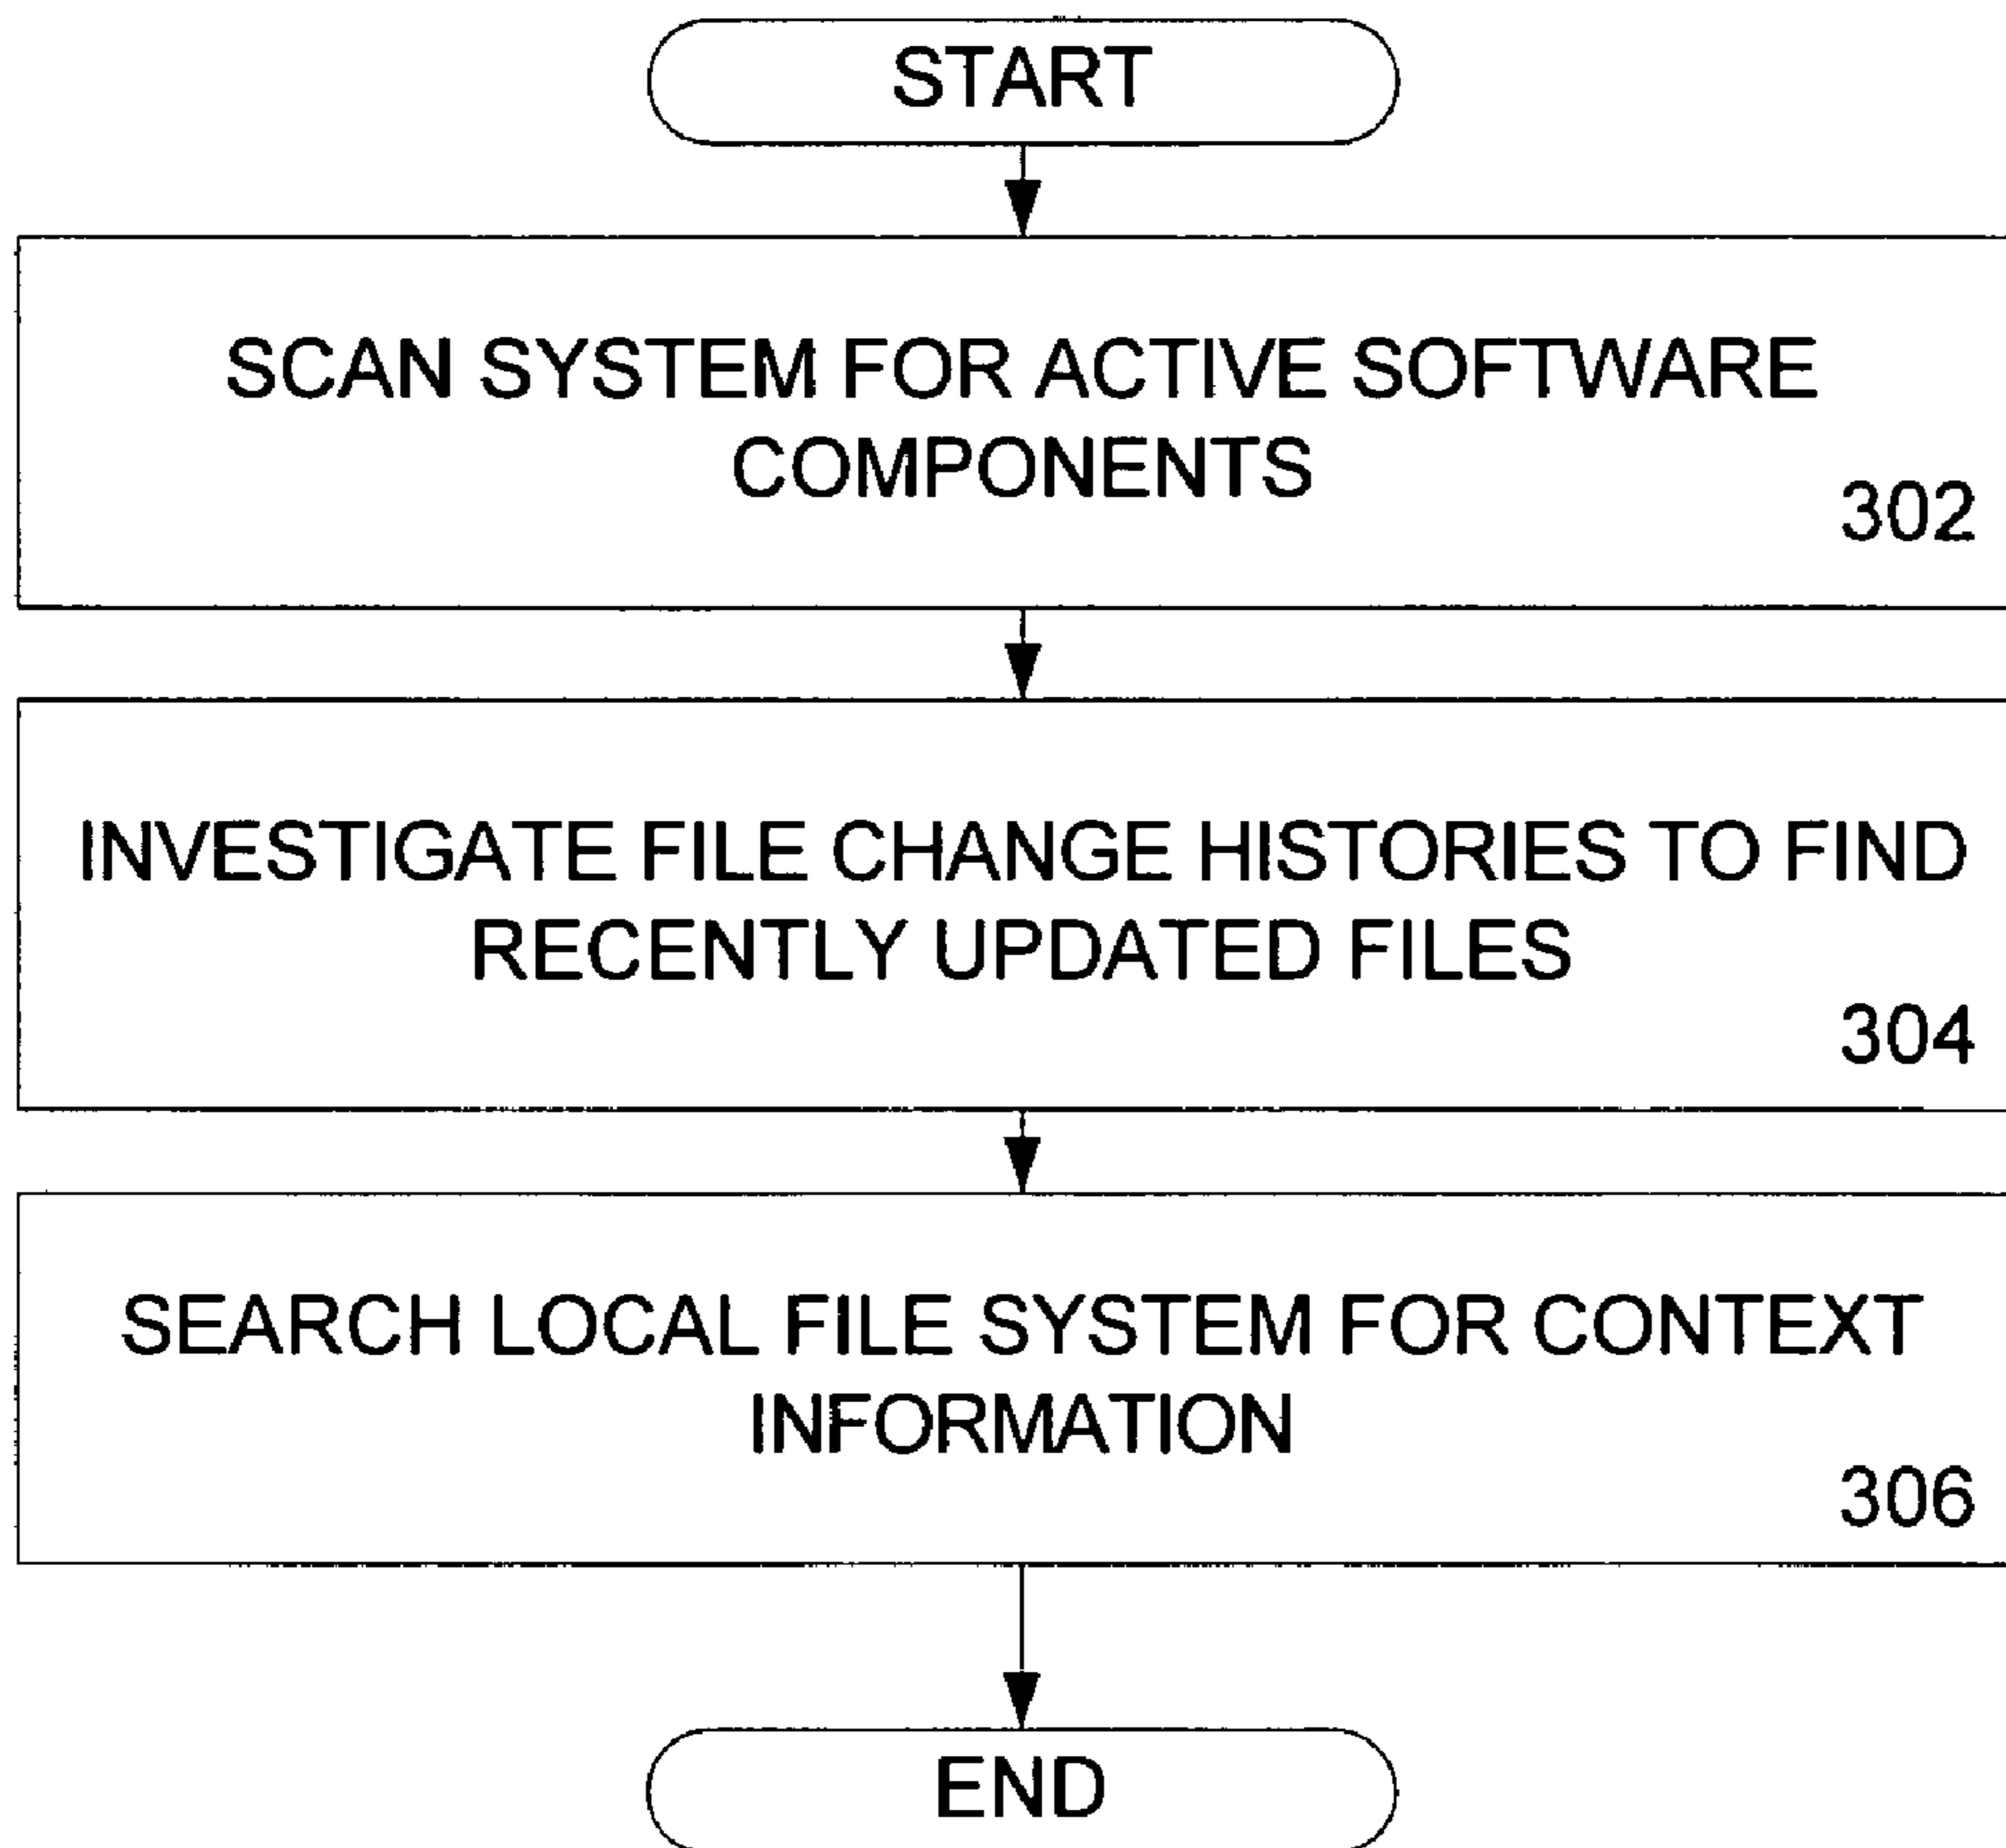 START
SCAN SYSTEM FOR ACTIVE SOFTWARE
COMPONENTS
302
INVESTIGATE FILE CHANGE HISTORIES TO FIND
RECENTLY UPDATED FILES
304
SEARCH LOCAL FILE SYSTEM FOR CONTEXT
INFORMATION
306
END